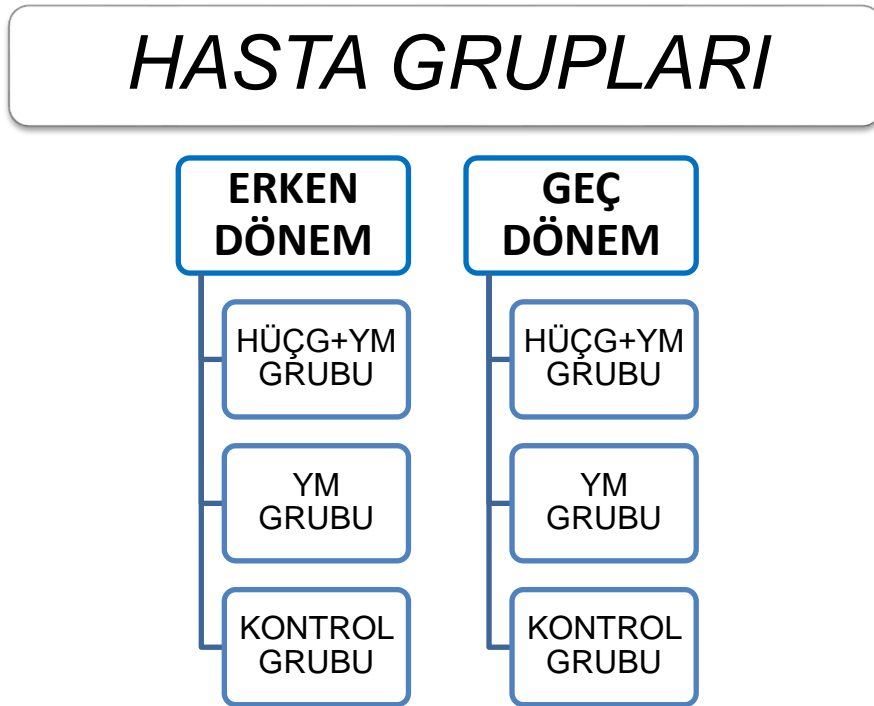 HASTA GRUPLARI
ERKEN
DÖNEM
HÜÇG+YM
GRUBU
YM
GRUBU
KONTROL
GRUBU
GEÇ
DÖNEM
HÜÇG+YM
GRUBU
YM
GRUBU
KONTROL
GRUBU